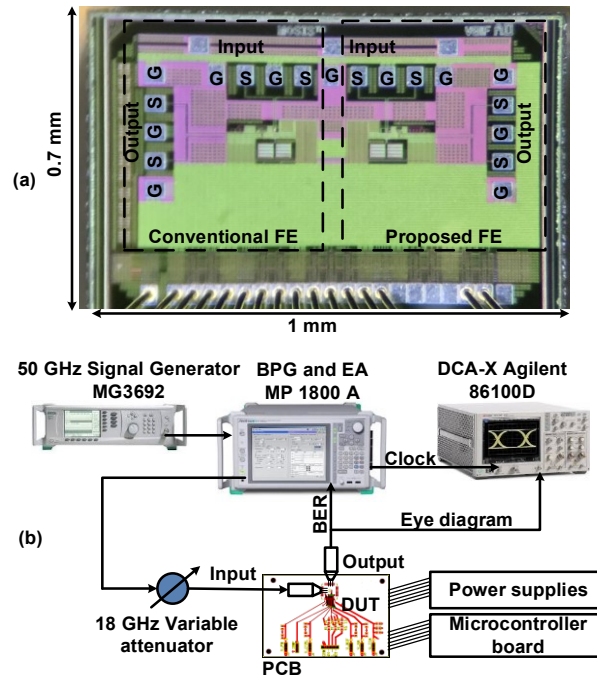 Input
Input
G S G S G S G S G
G
S
G
S
G
Output
G
S
G
S
G
Output
0.7 mm
(a)
Conventional FE
Proposed FE
1 mm
50 GHz Signal Generator
MG3692
BPG and EA
MP 1800 A
DCA-X Agilent
86100D
Clock
BER
Eye diagram
(b)
Input
Output
18 GHz Variable
attenuator
DUT
PCB
Power supplies
Microcontroller
board